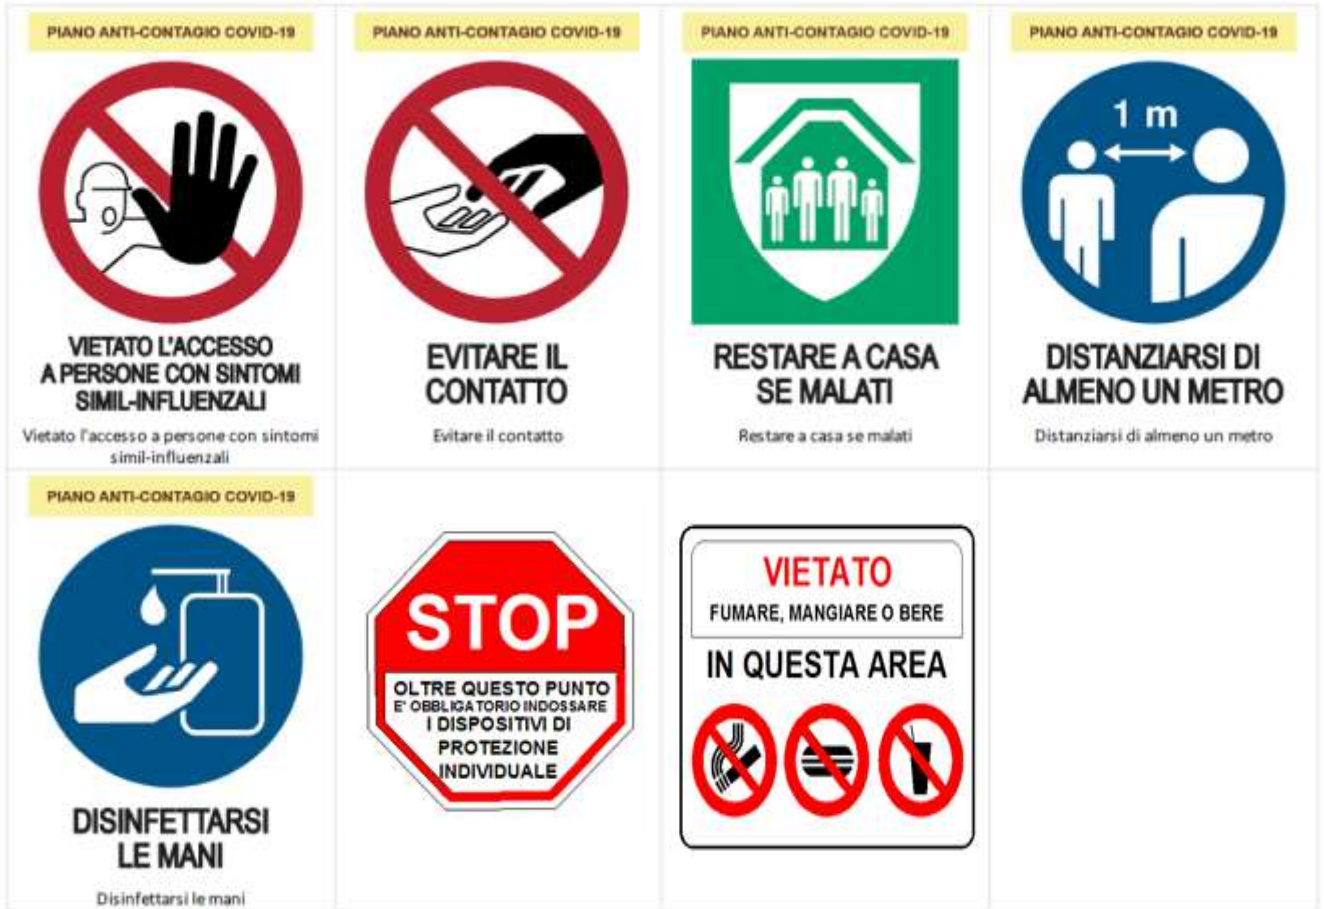 PIANO ANTI-CONTAGIO COVID-19
VIETATO L'ACCESSO
A PERSONE CON SINTOMI
SIMIL-INFLUENZALI
Vietato l'accesso a persone con sintomi
simil-influenzali
PIANO ANTI-CONTAGIO COVID-19
EVITARE IL
CONTATTO
Evitare il contatto
PIANO ANTI-CONTAGIO COVID-19
RESTARE A CASA
SE MALATI
Restare a casa se malati
PIANO ANTI-CONTAGIO COVID-19
1 m
DISTANZIARSI DI
ALMENO UN METRO
Distanziarsi di almeno un metro
PIANO ANTI-CONTAGIO COVID-19
DISINFETTARSI
LE MANI
Disinfettarsi le mani
STOP
OLTRE QUESTO PUNTO
E' OBBLIGATORIO INDOSSARE
I DISPOSITIVI DI
PROTEZIONE
INDIVIDUALE
VIETATO
FUMARE, MANGIARE O BERE
IN QUESTA AREA